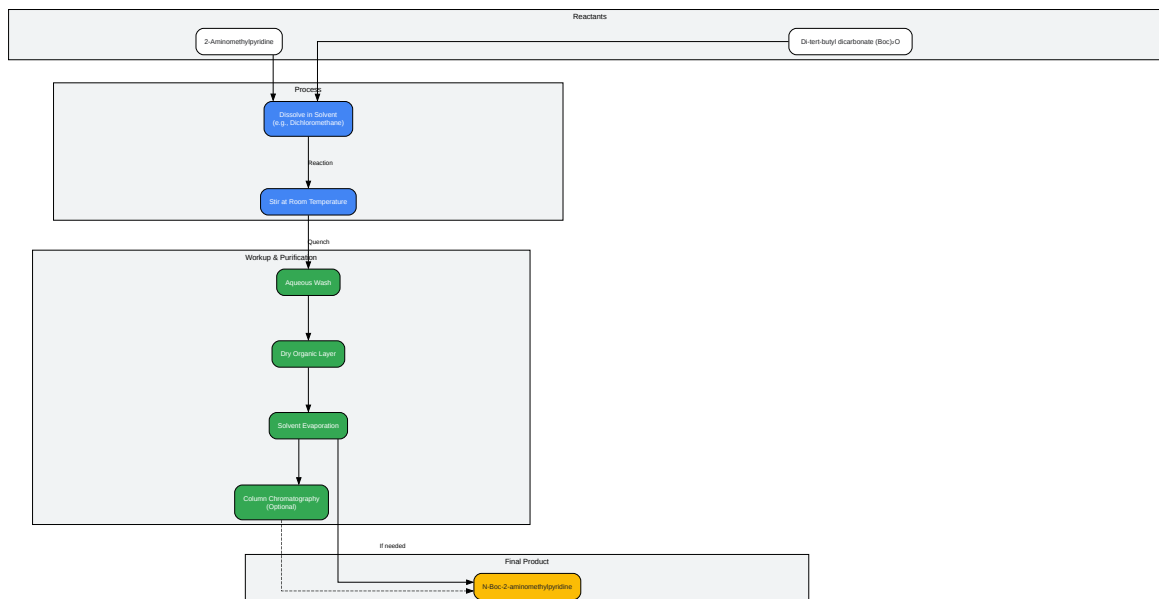 Reactants
2-Aminomethylpyridine
Di-tert-butyl dicarbonate (Boc)₂O
Process
Dissolve in Solvent
(e.g., Dichloromethane)
Reaction
Stir at Room Temperature
Quench
Workup & Purification
Aqueous Wash
Dry Organic Layer
Solvent Evaporation
Column Chromatography
(Optional)
If needed
Final Product
N-Boc-2-aminomethylpyridine